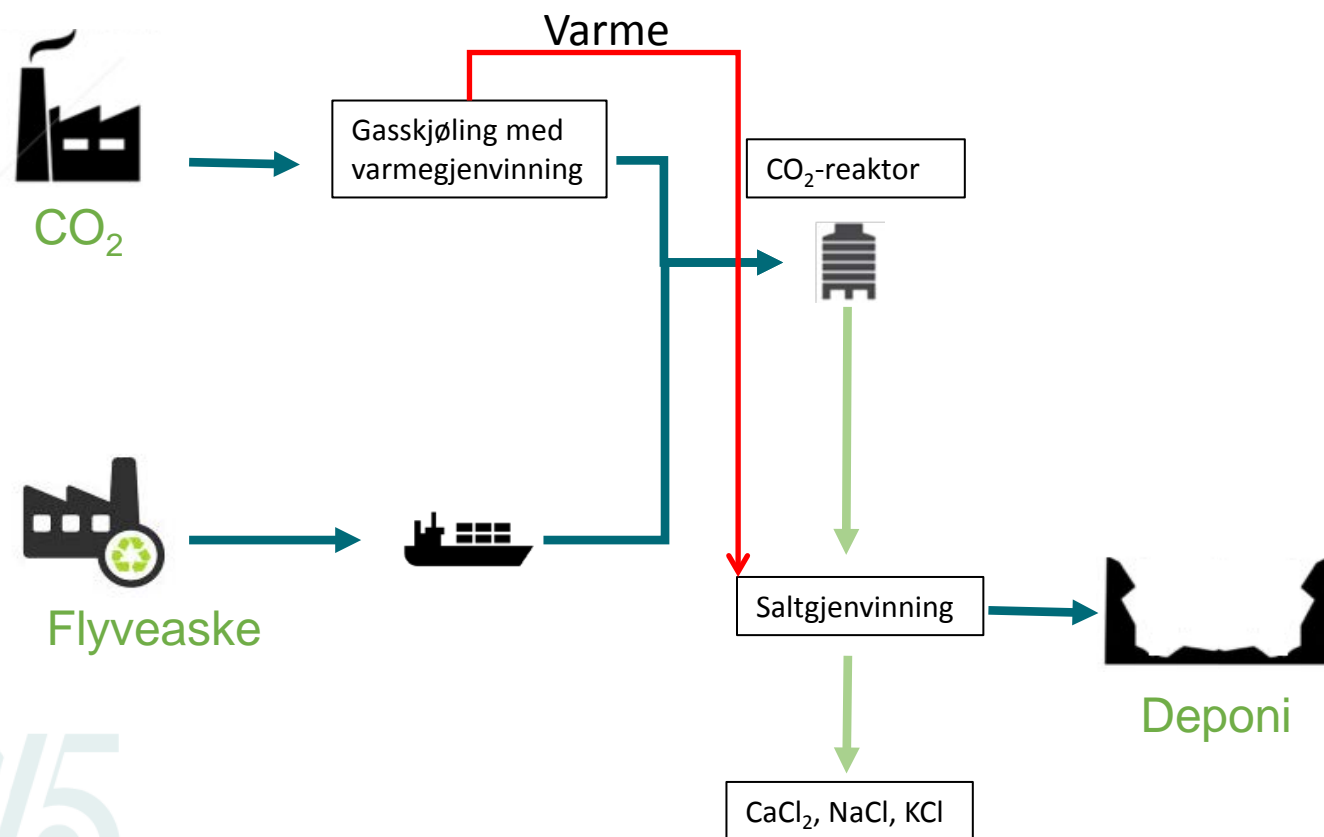 Varme
Gasskjøling med
varmegjenvinning
CO₂-reaktor
CO₂
Flyveaske
Saltgjenvinning
Deponi
CaCl₂, NaCl, KCl